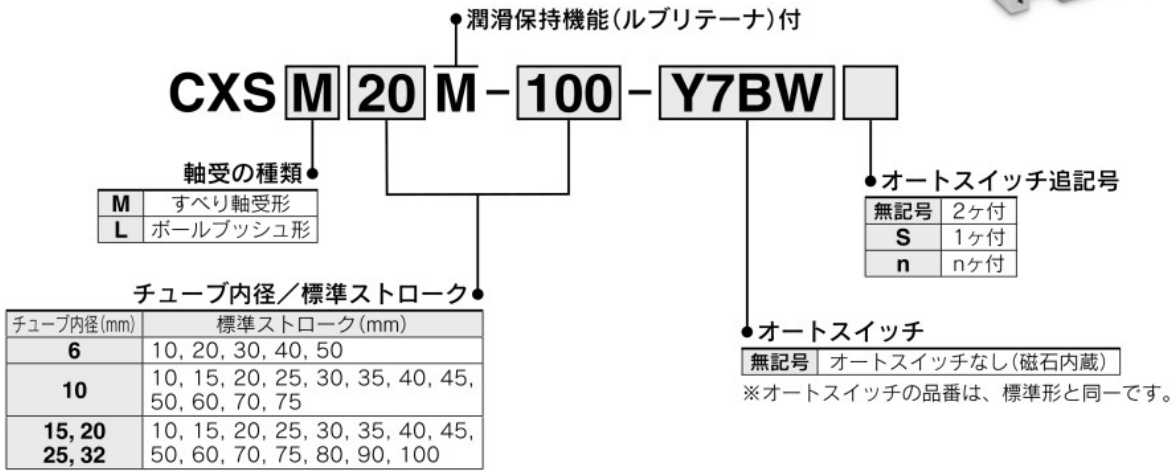 潤滑保持機能(ルブリテーナ)付
CXS M 20 M - 100 - Y7BW
軸受の種類
M すべり軸受形
L ボールブッシュ形
オートスイッチ追記号
無記号 2ヶ付
S 1ヶ付
n nヶ付
チューブ内径／標準ストローク
チューブ内径(mm) 標準ストローク(mm)
6 10, 20, 30, 40, 50
10 10, 15, 20, 25, 30, 35, 40, 45,
50, 60, 70, 75
15, 20 10, 15, 20, 25, 30, 35, 40, 45,
25, 32 50, 60, 70, 75, 80, 90, 100
オートスイッチ
無記号 オートスイッチなし(磁石内蔵)
※オートスイッチの品番は、標準形と同一です。